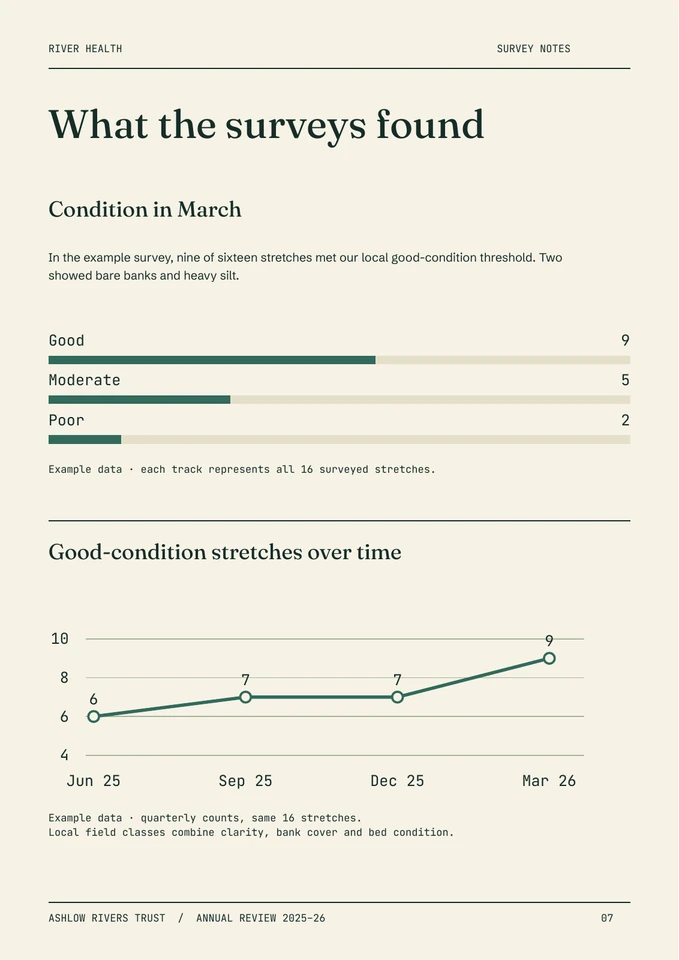 RIVER HEALTH
SURVEY NOTES
What the surveys found
Condition in March
In the example survey, nine of sixteen stretches met our local good-condition threshold. Two
showed bare banks and heavy silt.
Good 9
Moderate 5
Poor 2
Example data · each track represents all 16 surveyed stretches.
Good-condition stretches over time
10
8
6
4
6
7
7
9
Jun 25 Sep 25 Dec 25 Mar 26
Example data · quarterly counts, same 16 stretches.
Local field classes combine clarity, bank cover and bed condition.
ASHLOW RIVERS TRUST / ANNUAL REVIEW 2025–26
07